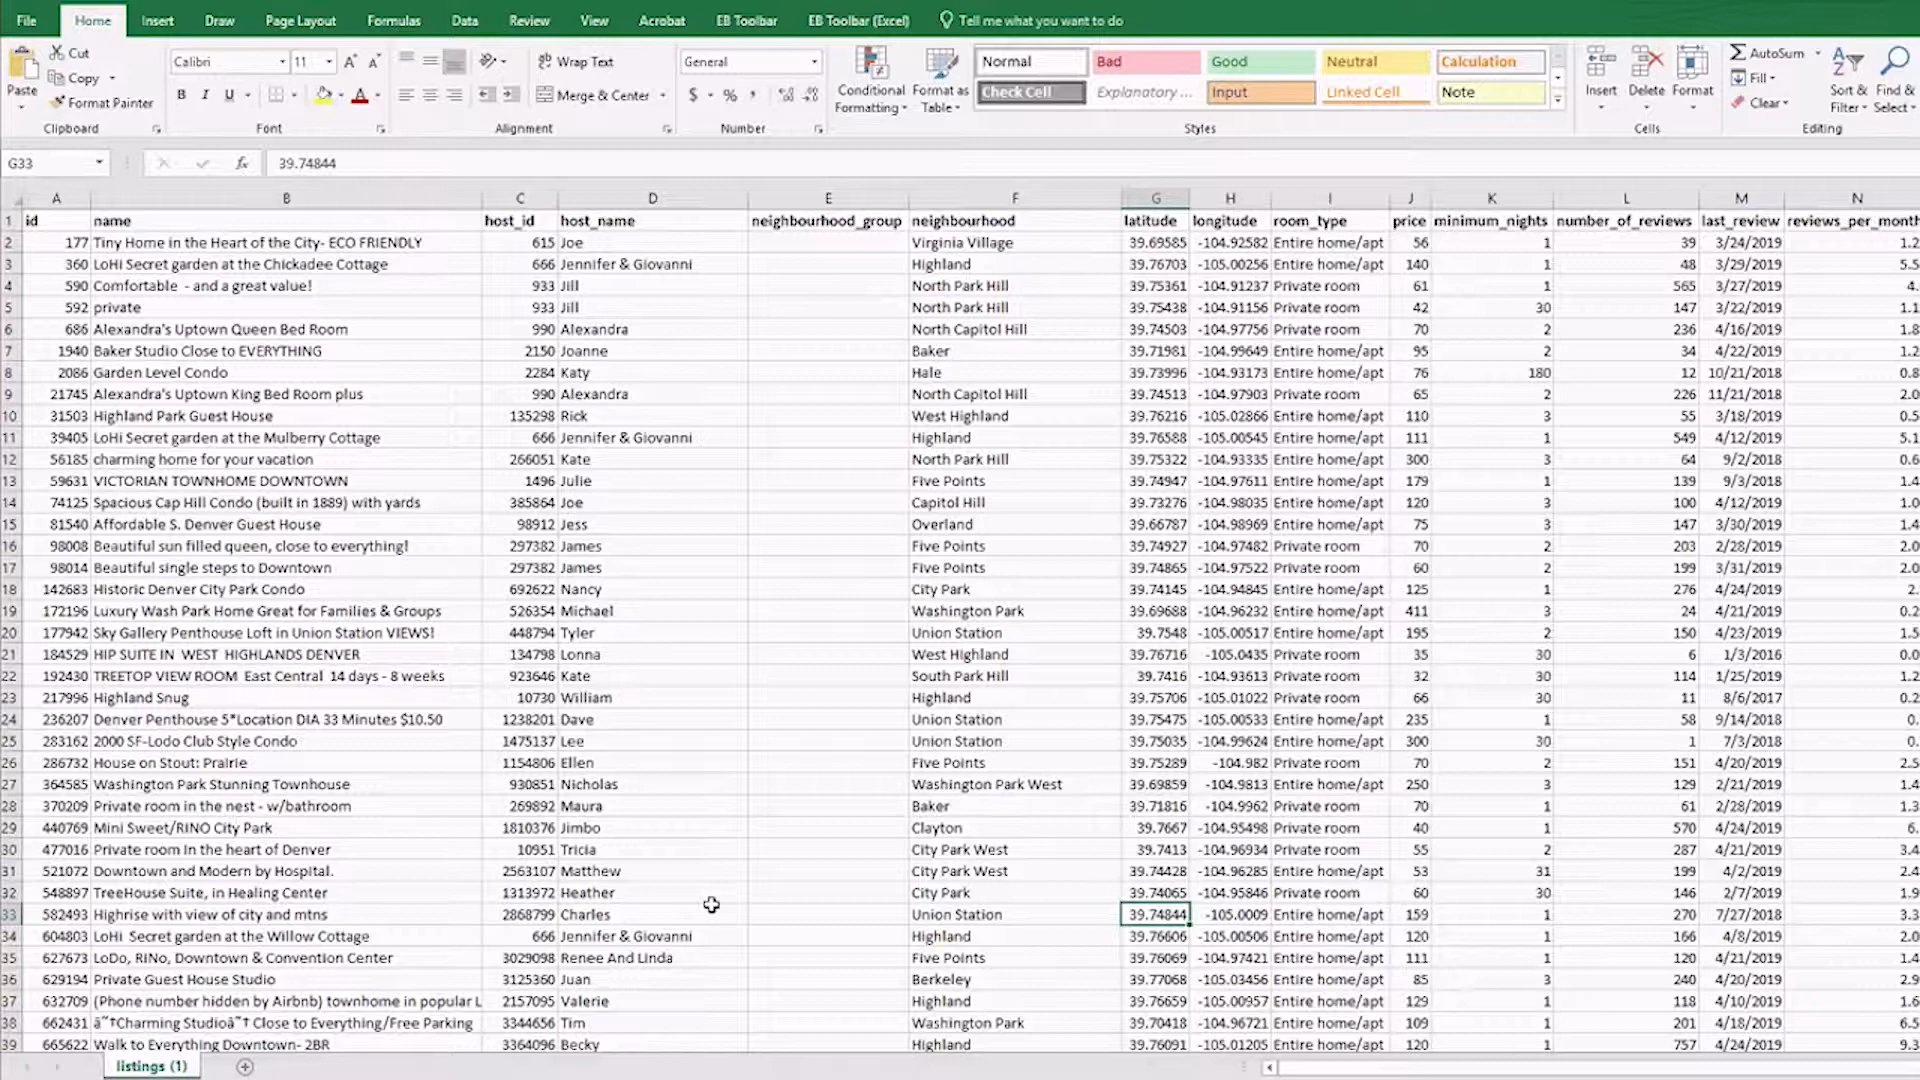 File Home Insert Draw Page Layout Formulas Data Review View Acrobat EB Toolbar EB Toolbar (Excel) Tell me what you want to do
Cut Calibri 11 Wrap Text General Normal Bad Good Neutral Calculation AutoSum
Copy Fill
Paste Format Painter B I U Merge & Center $ % , Conditional Formatting Format as Table Check Cell Explanatory ... Input Linked Cell Note Insert Delete Format Clear Sort & Filter Find & Select
Clipboard Font Alignment Number Styles Cells Editing
G33 fx 39.74844
A B C D E F G H I J K L M N
1 id name host_id host_name neighbourhood_group neighbourhood latitude longitude room_type price minimum_nights number_of_reviews last_review reviews_per_month
2 177 Tiny Home in the Heart of the City- ECO FRIENDLY 615 Joe Virginia Village 39.69585 -104.92582 Entire home/apt 56 1 39 3/24/2019 1.2
3 360 LoHi Secret garden at the Chickadee Cottage 666 Jennifer & Giovanni Highland 39.76703 -105.00256 Entire home/apt 140 1 48 3/29/2019 5.5
4 590 Comfortable - and a great value! 933 Jill North Park Hill 39.75361 -104.91237 Private room 61 1 565 3/27/2019 4.
5 592 private 933 Jill North Park Hill 39.75438 -104.91156 Private room 42 30 147 3/22/2019 1.1
6 686 Alexandra's Uptown Queen Bed Room 990 Alexandra North Capitol Hill 39.74503 -104.97756 Private room 70 2 236 4/16/2019 1.8
7 1940 Baker Studio Close to EVERYTHING 2150 Joanne Baker 39.71981 -104.99649 Entire home/apt 95 2 34 4/22/2019 1.2
8 2086 Garden Level Condo 2284 Katy Hale 39.73996 -104.93173 Entire home/apt 76 180 12 10/21/2018 0.8
9 21745 Alexandra's Uptown King Bed Room plus 990 Alexandra North Capitol Hill 39.74513 -104.97903 Private room 65 2 226 11/21/2018 2.0
10 31503 Highland Park Guest House 135298 Rick West Highland 39.76216 -105.02866 Entire home/apt 110 3 55 3/18/2019 0.5
11 39405 LoHi Secret garden at the Mulberry Cottage 666 Jennifer & Giovanni Highland 39.76588 -105.00545 Entire home/apt 111 1 549 4/12/2019 5.1
12 56185 charming home for your vacation 266051 Kate North Park Hill 39.75322 -104.93335 Entire home/apt 300 3 64 9/2/2018 0.6
13 59631 VICTORIAN TOWNHOME DOWNTOWN 1496 Julie Five Points 39.74947 -104.97611 Entire home/apt 179 1 139 9/3/2018 1.4
14 74125 Spacious Cap Hill Condo (built in 1889) with yards 385864 Joe Capitol Hill 39.73276 -104.98035 Entire home/apt 120 3 100 4/12/2019 1.0
15 81540 Affordable S. Denver Guest House 98912 Jess Overland 39.66787 -104.98969 Entire home/apt 75 3 147 3/30/2019 1.4
16 98008 Beautiful sun filled queen, close to everything! 297382 James Five Points 39.74927 -104.97482 Private room 70 2 203 2/28/2019 2.0
17 98014 Beautiful single steps to Downtown 297382 James Five Points 39.74865 -104.97522 Private room 60 2 199 3/31/2019 2.0
18 142683 Historic Denver City Park Condo 692622 Nancy City Park 39.74145 -104.94845 Entire home/apt 125 1 276 4/24/2019 2.
19 172196 Luxury Wash Park Home Great for Families & Groups 526354 Michael Washington Park 39.69688 -104.96232 Entire home/apt 411 3 24 4/21/2019 0.2
20 177942 Sky Gallery Penthouse Loft in Union Station VIEWS! 448794 Tyler Union Station 39.7548 -105.00517 Entire home/apt 195 2 150 4/23/2019 1.5
21 184529 HIP SUITE IN WEST HIGHLANDS DENVER 134798 Lonna West Highland 39.76716 -105.0435 Private room 35 30 6 1/3/2016 0.0
22 192430 TREETOP VIEW ROOM East Central 14 days - 8 weeks 923646 Kate South Park Hill 39.7416 -104.93613 Private room 32 30 114 1/25/2019 1.2
23 217996 Highland Snug 10730 William Highland 39.75706 -105.01022 Private room 66 30 11 8/6/2017 0.2
24 236207 Denver Penthouse 5*Location DIA 33 Minutes $10.50 1238201 Dave Union Station 39.75475 -105.00533 Entire home/apt 235 1 58 9/14/2018 0.
25 283162 2000 SF-Lodo Club Style Condo 1475137 Lee Union Station 39.75035 -104.99624 Entire home/apt 300 30 1 7/3/2018 0.
26 286732 House on Stout: Prairie 1154806 Ellen Five Points 39.75289 -104.982 Private room 70 2 151 4/20/2019 2.5
27 364585 Washington Park Stunning Townhouse 930851 Nicholas Washington Park West 39.69859 -104.9813 Entire home/apt 250 3 129 2/21/2019 1.4
28 370209 Private room in the nest - w/bathroom 269892 Maura Baker 39.71816 -104.9962 Private room 70 1 61 2/28/2019 1.3
29 440769 Mini Sweet/RINO City Park 1810376 Jimbo Clayton 39.7667 -104.95498 Private room 40 1 570 4/24/2019 6.
30 477016 Private room in the heart of Denver 10951 Tricia City Park West 39.7413 -104.96934 Private room 55 2 287 4/21/2019 3.4
31 521072 Downtown and Modern by Hospital. 2563107 Matthew City Park West 39.74428 -104.96285 Entire home/apt 53 31 199 4/2/2019 2.4
32 548897 TreeHouse Suite, in Healing Center 1313972 Heather City Park 39.74065 -104.95846 Private room 60 30 146 2/7/2019 1.9
33 582493 Highrise with view of city and mtns 2868799 Charles Union Station 39.74844 -105.0009 Entire home/apt 159 1 270 7/27/2018 3.3
34 604803 LoHi Secret garden at the Willow Cottage 666 Jennifer & Giovanni Highland 39.76606 -105.00506 Entire home/apt 120 1 166 4/8/2019 2.0
35 627673 LoDo, RINo, Downtown & Convention Center 3029098 Renee And Linda Five Points 39.76069 -104.97421 Entire home/apt 111 1 120 4/21/2019 1.4
36 629194 Private Guest House Studio 3125360 Juan Berkeley 39.77068 -105.03456 Entire home/apt 85 3 240 4/20/2019 2.9
37 632709 (Phone number hidden by Airbnb) townhome in popular L 2157095 Valerie Highland 39.76659 -105.00957 Entire home/apt 129 1 118 4/10/2019 1.6
38 662431 â˜†Charming Studioâ˜† Close to Everything/Free Parking 3344656 Tim Washington Park 39.70418 -104.96721 Entire home/apt 109 1 201 4/18/2019 6.5
39 665622 Walk to Everything Downtown- 2BR 3364096 Becky Highland 39.76091 -105.01205 Entire home/apt 120 1 757 4/24/2019 9.3
listings (1)